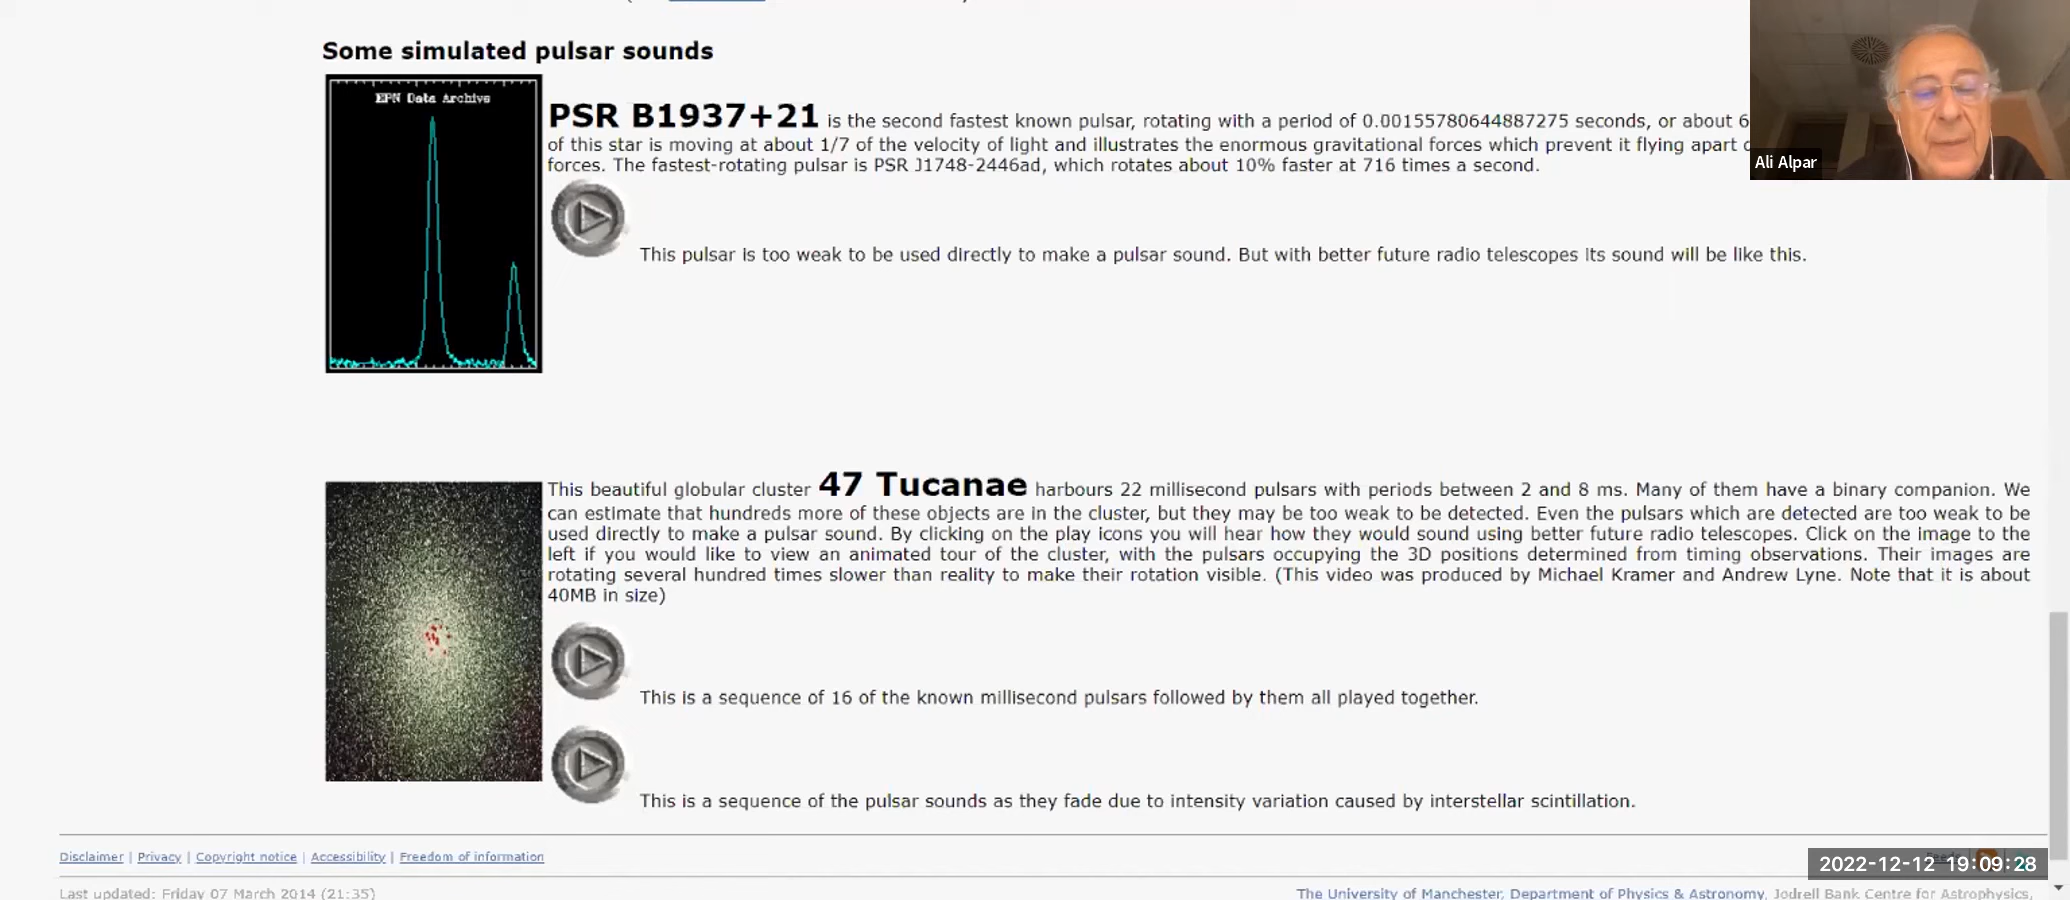 Some simulated pulsar sounds
EPN Data Archive
PSR B1937+21 is the second fastest known pulsar, rotating with a period of 0.00155780644887275 seconds, or about 6
of this star is moving at about 1/7 of the velocity of light and illustrates the enormous gravitational forces which prevent it flying apart
forces. The fastest-rotating pulsar is PSR J1748-2446ad, which rotates about 10% faster at 716 times a second.
Ali Alpar
This pulsar is too weak to be used directly to make a pulsar sound. But with better future radio telescopes its sound will be like this.
This beautiful globular cluster 47 Tucanae harbours 22 millisecond pulsars with periods between 2 and 8 ms. Many of them have a binary companion. We
can estimate that hundreds more of these objects are in the cluster, but they may be too weak to be detected. Even the pulsars which are detected are too weak to be
used directly to make a pulsar sound. By clicking on the play icons you will hear how they would sound using better future radio telescopes. Click on the image to the
left if you would like to view an animated tour of the cluster, with the pulsars occupying the 3D positions determined from timing observations. Their images are
rotating several hundred times slower than reality to make their rotation visible. (This video was produced by Michael Kramer and Andrew Lyne. Note that it is about
40MB in size)
This is a sequence of 16 of the known millisecond pulsars followed by them all played together.
This is a sequence of the pulsar sounds as they fade due to intensity variation caused by interstellar scintillation.
Disclaimer | Privacy | Copyright notice | Accessibility | Freedom of information
2022-12-12 19:09:28
Last updated: Friday 07 March 2014 (21:35)
The University of Manchester, Department of Physics & Astronomy, Jodrell Bank Centre for Astrophysics,